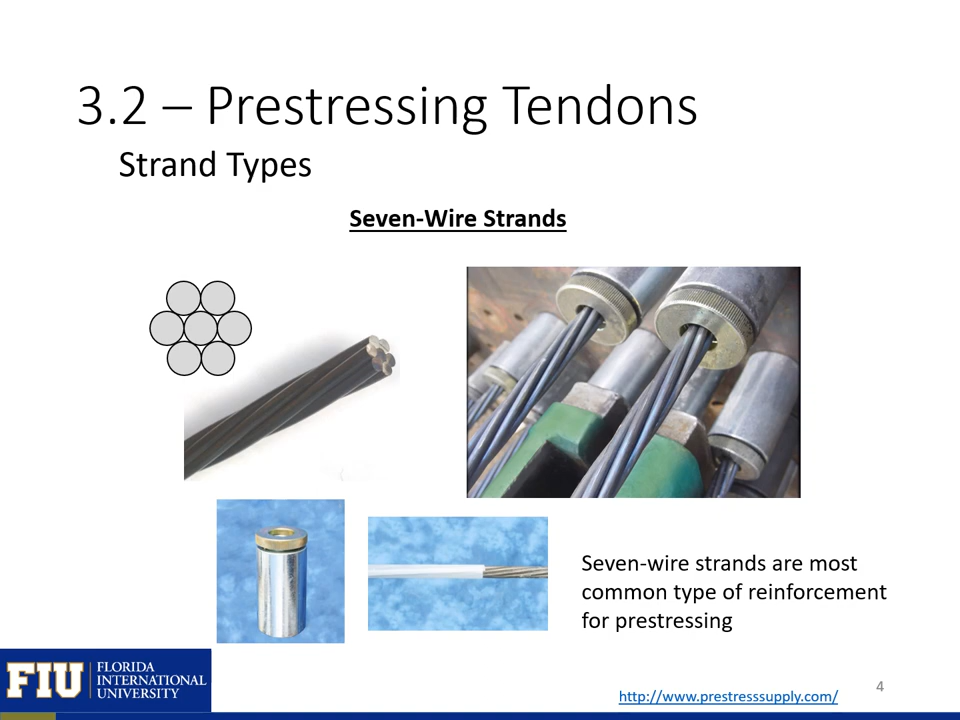 3.2 – Prestressing Tendons
Strand Types
Seven-Wire Strands
Seven-wire strands are most
common type of reinforcement
for prestressing
FIU
FLORIDA
INTERNATIONAL
UNIVERSITY
http://www.prestresssupply.com/
4